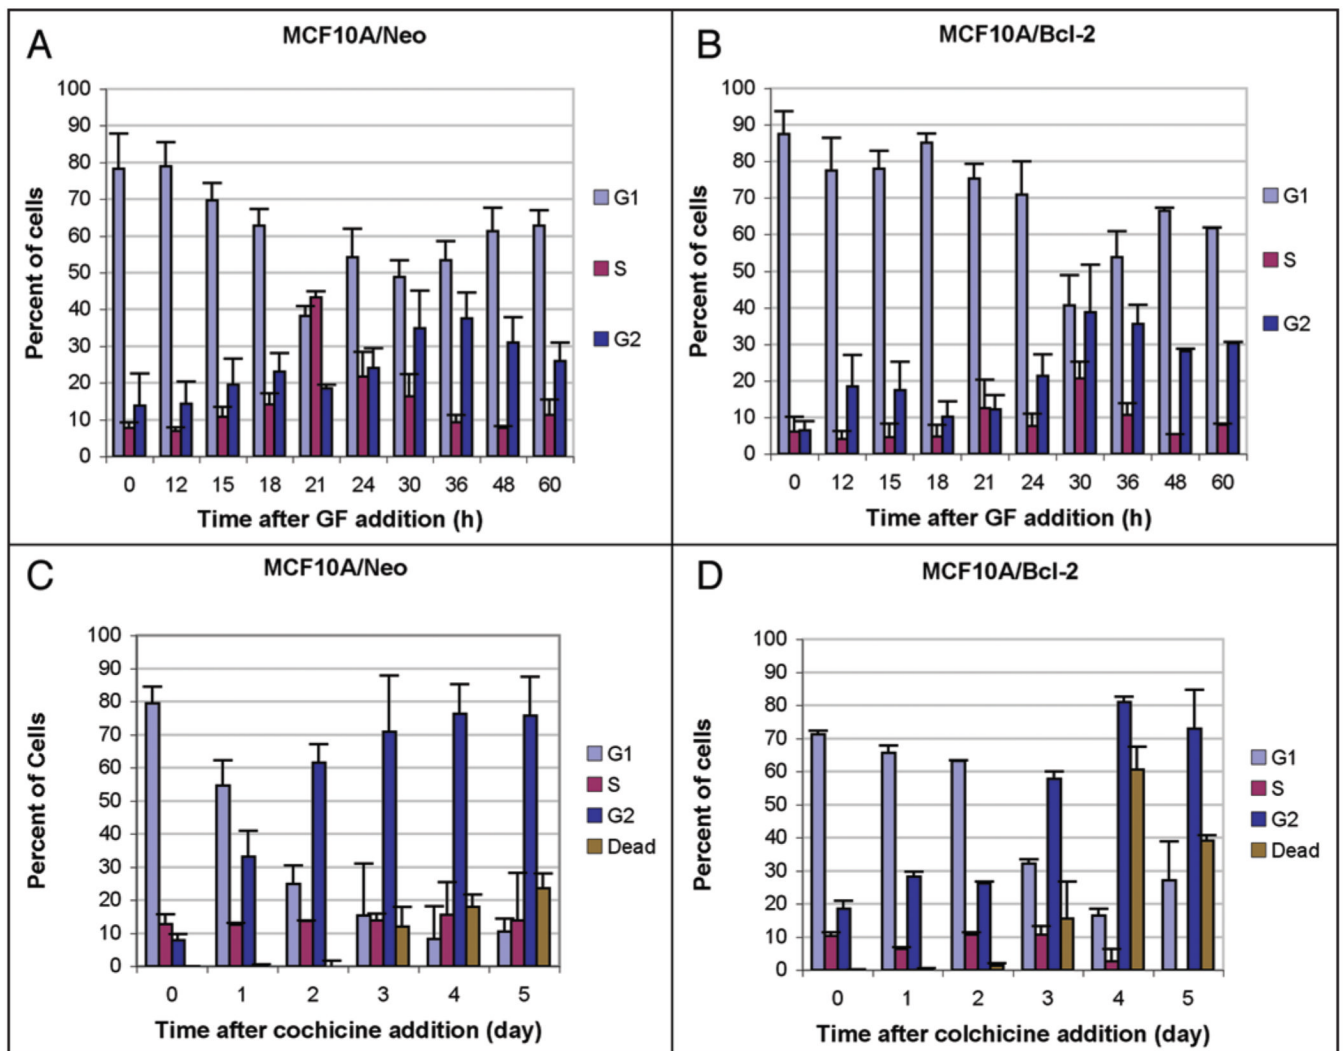 A
MCF10A/Neo
100
90
80
70
60
50
40
30
20
10
0
Percent of cells
0 12 15 18 21 24 30 36 48 60
Time after GF addition (h)
G1
S
G2
B
MCF10A/Bcl-2
100
90
80
70
60
50
40
30
20
10
0
Percent of cells
0 12 15 18 21 24 30 36 48 60
Time after GF addition (h)
G1
S
G2
C
MCF10A/Neo
100
90
80
70
60
50
40
30
20
10
0
Percent of Cells
0 1 2 3 4 5
Time after cochicine addition (day)
G1
S
G2
Dead
D
MCF10A/Bcl-2
100
90
80
70
60
50
40
30
20
10
0
Percent of cells
0 1 2 3 4 5
Time after colchicine addition (day)
G1
S
G2
Dead